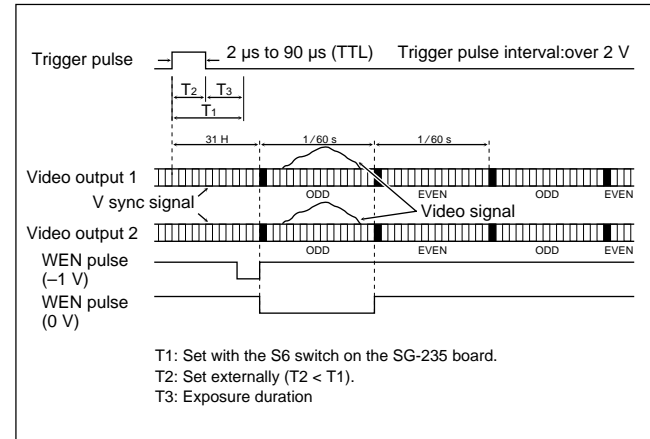 Trigger pulse 2 µs to 90 µs (TTL) Trigger pulse interval:over 2 V
T2 T3
T1
31 H 1/60 s 1/60 s
Video output 1
ODD EVEN ODD EVEN
V sync signal Video signal
Video output 2
ODD EVEN ODD EVEN
WEN pulse
(–1 V)
WEN pulse
(0 V)
T1: Set with the S6 switch on the SG-235 board.
T2: Set externally (T2 < T1).
T3: Exposure duration